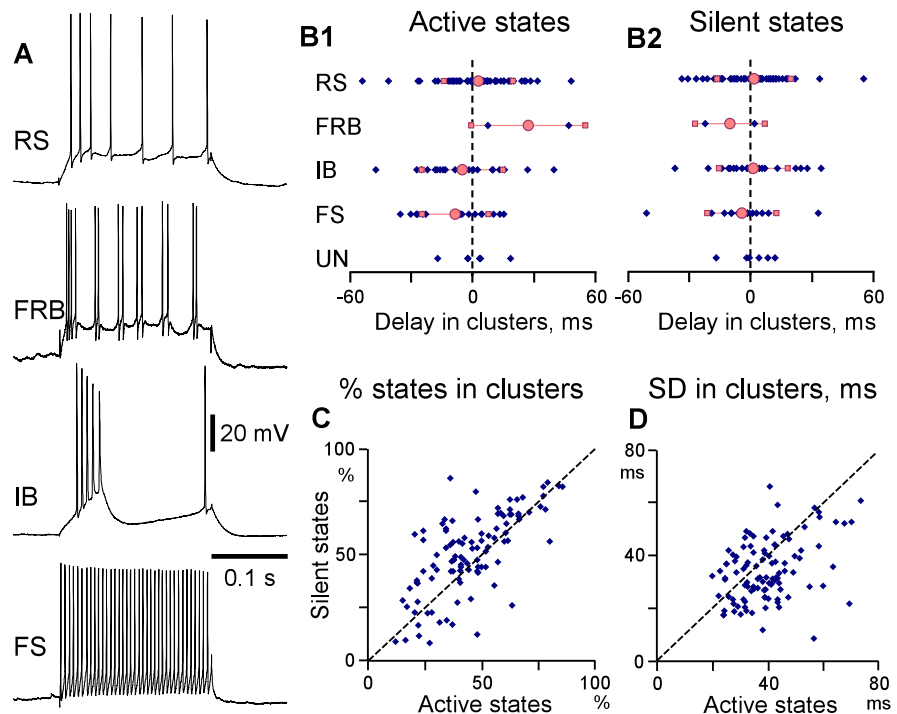 A
RS
FRB
IB
20 mV
0.1 s
FS
B1
Active states
RS
FRB
IB
FS
UN
-60
0
60
Delay in clusters, ms
B2
Silent states
-60
0
60
Delay in clusters, ms
C
% states in clusters
100
%
50
0
Silent states
0
50
100
%
Active states
D
SD in clusters, ms
80
ms
40
0
0
40
80
ms
Active states